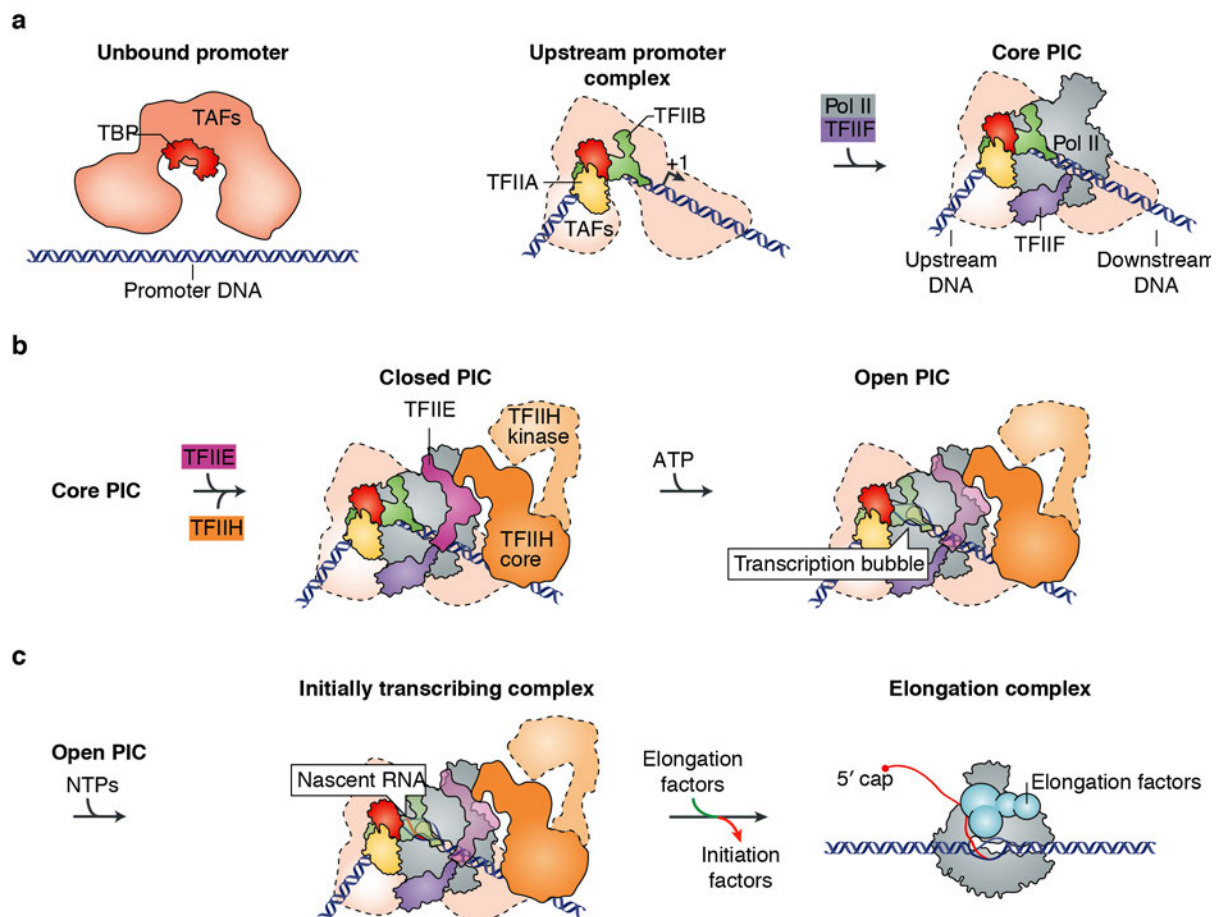 a
Unbound promoter
TBP
TAFs
Promoter DNA
Upstream promoter
complex
TFIIB
+1
TFIIA
TAFs
Pol II
TFIIF
Core PIC
Pol II
TFIIF
Upstream
DNA
Downstream
DNA
b
Core PIC
TFIIE
TFIIH
Closed PIC
TFIIE
TFIIH
kinase
TFIIH
core
ATP
Open PIC
Transcription bubble
c
Open PIC
NTPs
Initially transcribing complex
Nascent RNA
Elongation
factors
Initiation
factors
Elongation complex
5′ cap
Elongation factors